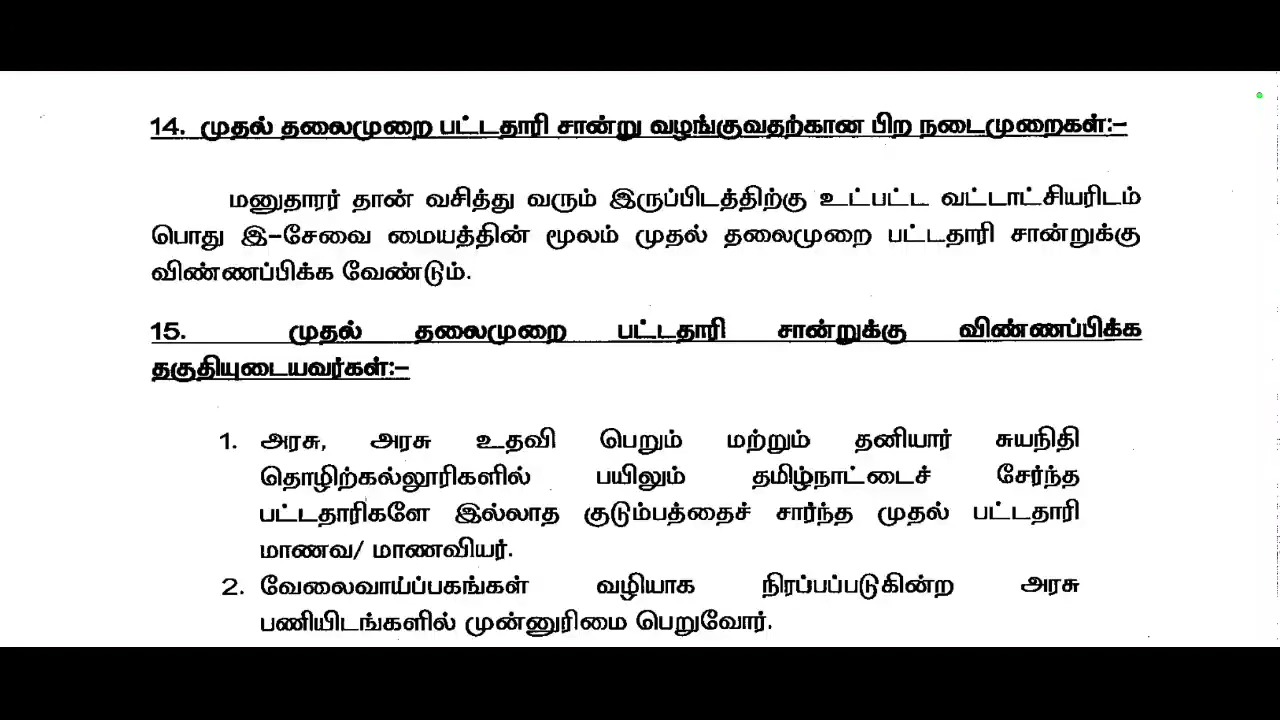 14. முதல் தலைமுறை பட்டதாரி சான்று வழங்குவதற்கான பிற நடைமுறைகள்:-
மனுதாரர் தான் வசித்து வரும் இருப்பிடத்திற்கு உட்பட்ட வட்டாட்சியரிடம்
பொது இ-சேவை மையத்தின் மூலம் முதல் தலைமுறை பட்டதாரி சான்றுக்கு
விண்ணப்பிக்க வேண்டும்.
15. முதல் தலைமுறை பட்டதாரி சான்றுக்கு விண்ணப்பிக்க
தகுதியுடையவர்கள்:-
1. அரசு, அரசு உதவி பெறும் மற்றும் தனியார் சுயநிதி
தொழிற்கல்லூரிகளில் பயிலும் தமிழ்நாட்டைச் சேர்ந்த
பட்டதாரிகளே இல்லாத குடும்பத்தைச் சார்ந்த முதல் பட்டதாரி
மாணவ/ மாணவியர்.
2. வேலைவாய்ப்பகங்கள் வழியாக நிரப்பப்படுகின்ற அரசு
பணியிடங்களில் முன்னுரிமை பெறுவோர்.